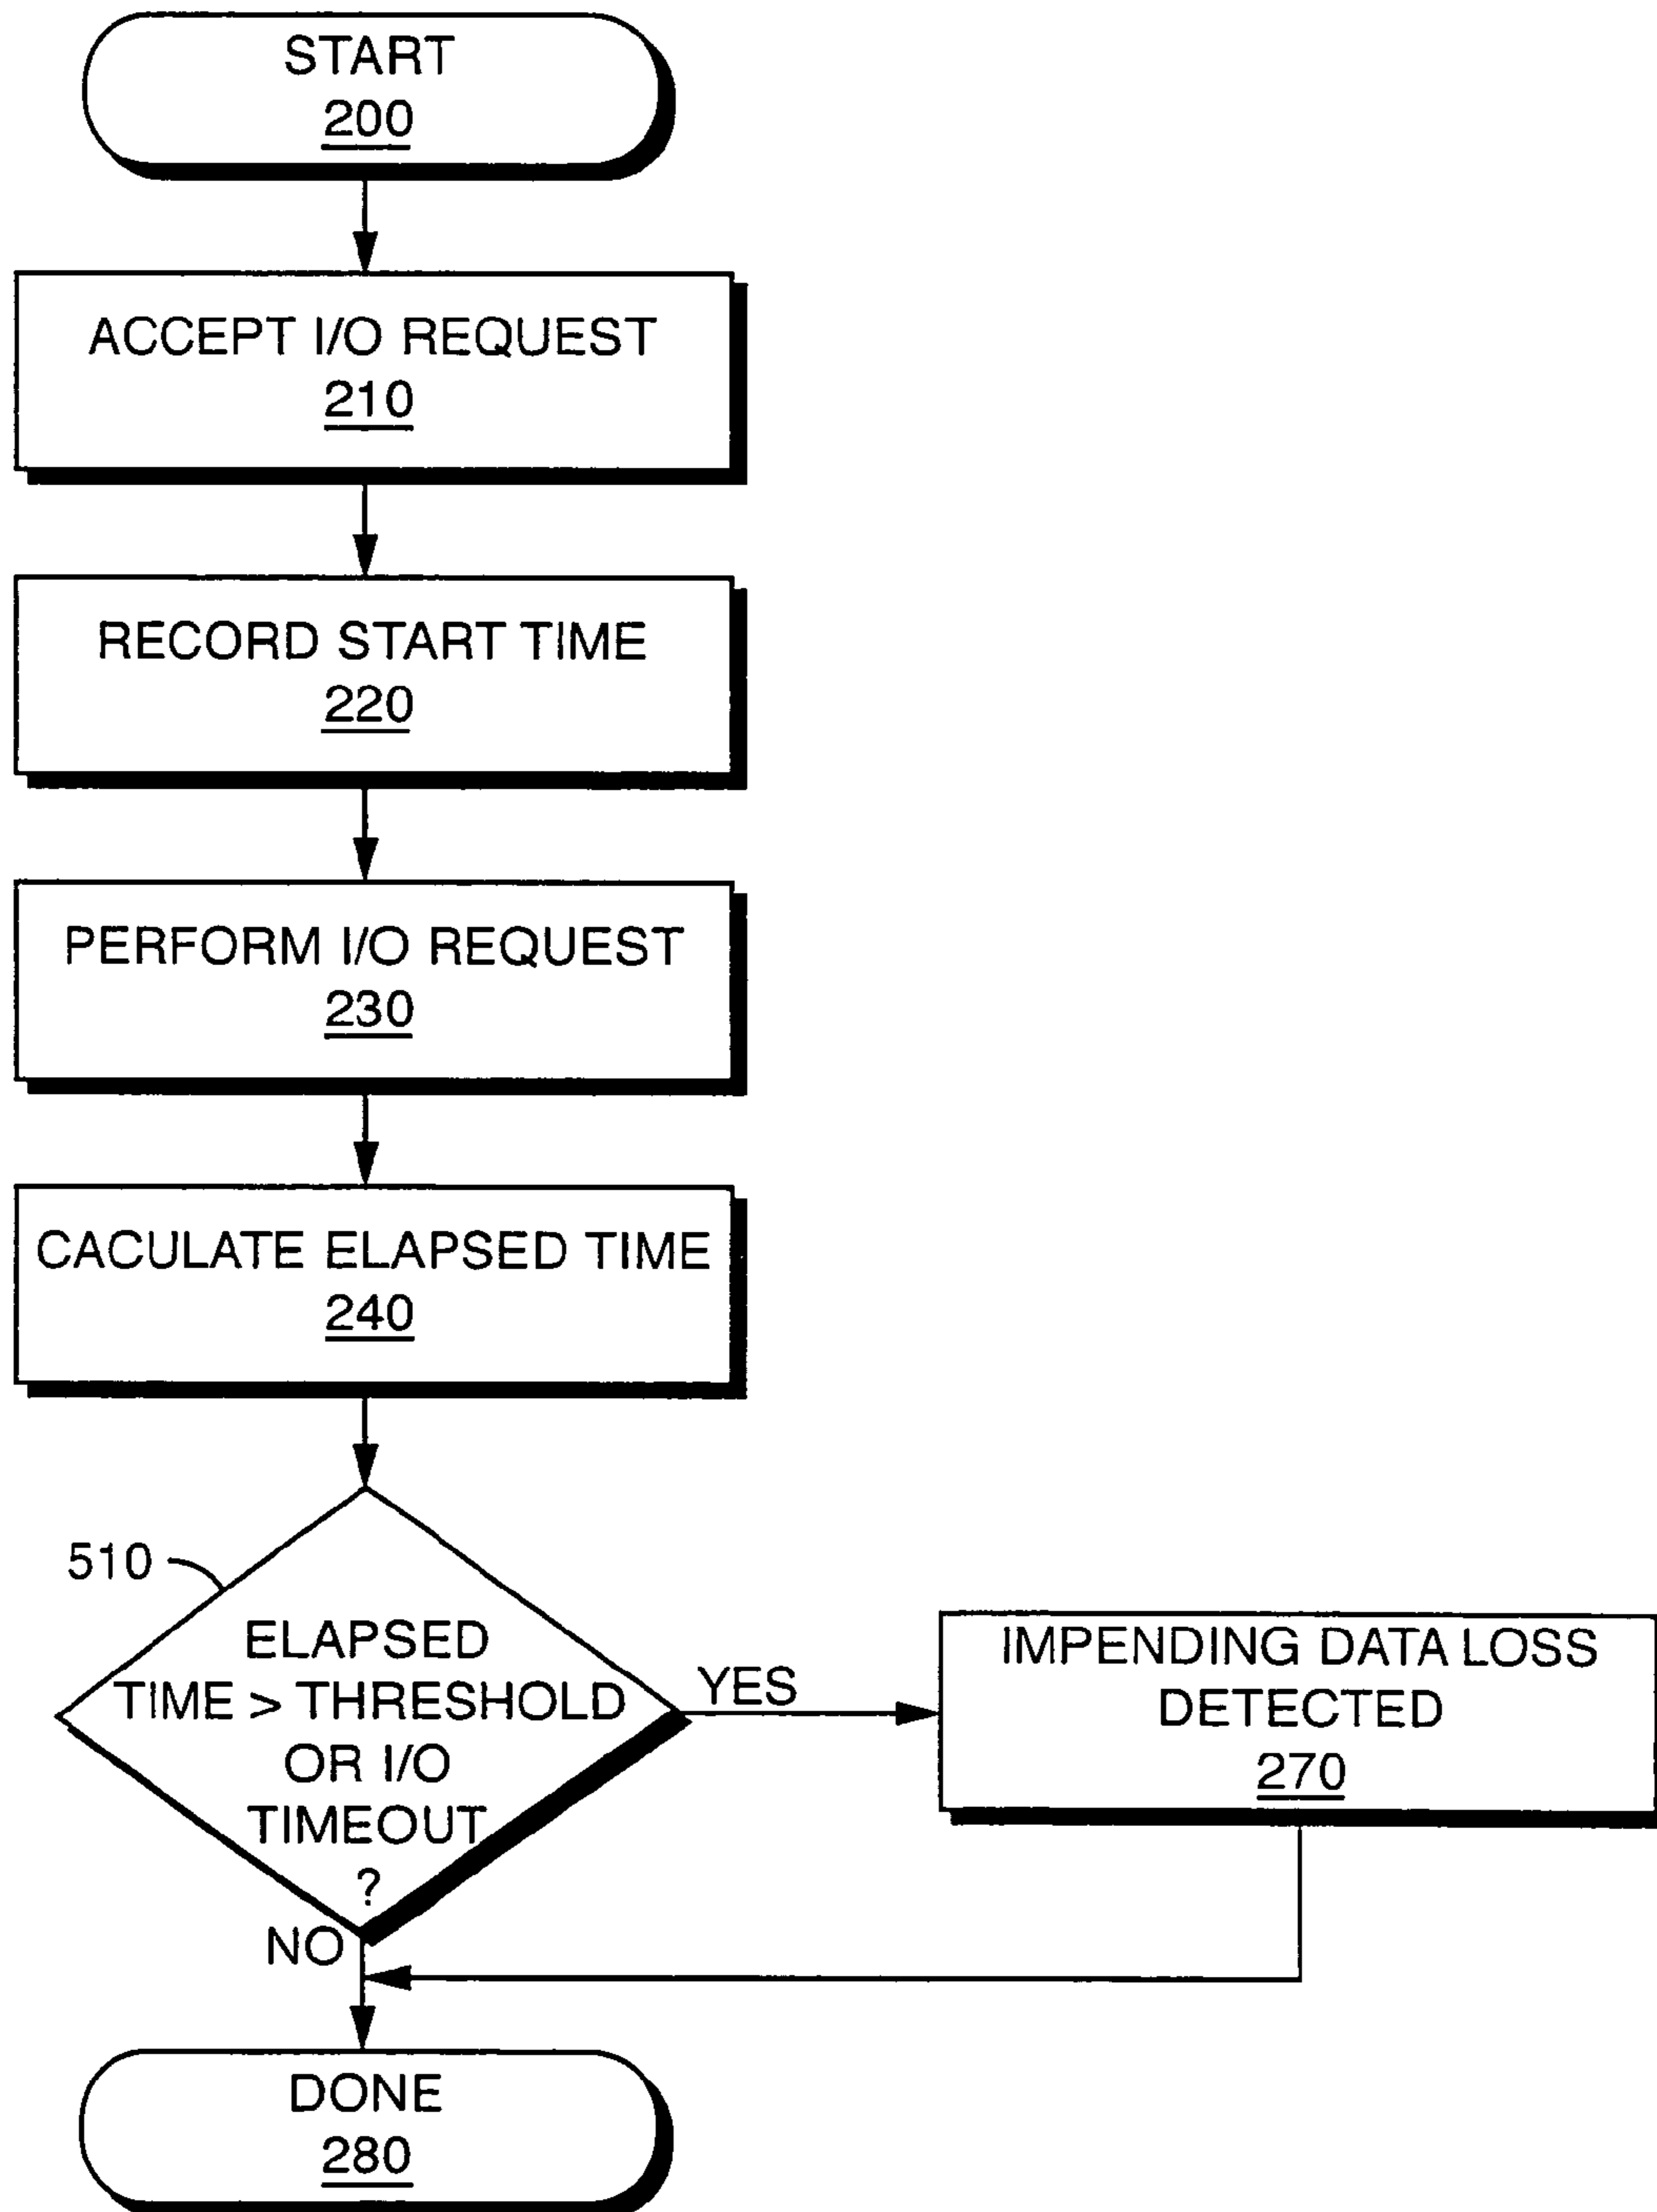 START
200
ACCEPT I/O REQUEST
210
RECORD START TIME
220
PERFORM I/O REQUEST
230
CACULATE ELAPSED TIME
240
510
ELAPSED
TIME > THRESHOLD
OR I/O
TIMEOUT
?
YES
IMPENDING DATA LOSS
DETECTED
270
NO
DONE
280